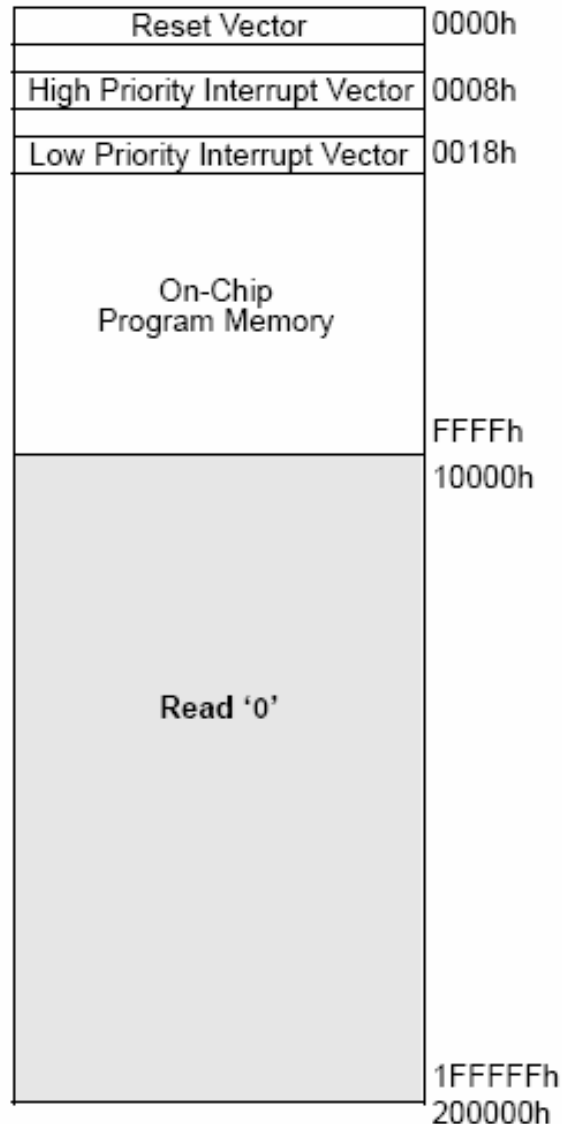 Reset Vector 0000h
High Priority Interrupt Vector 0008h
Low Priority Interrupt Vector 0018h
On-Chip
Program Memory
FFFFh
10000h
Read ‘0’
1FFFFFh
200000h